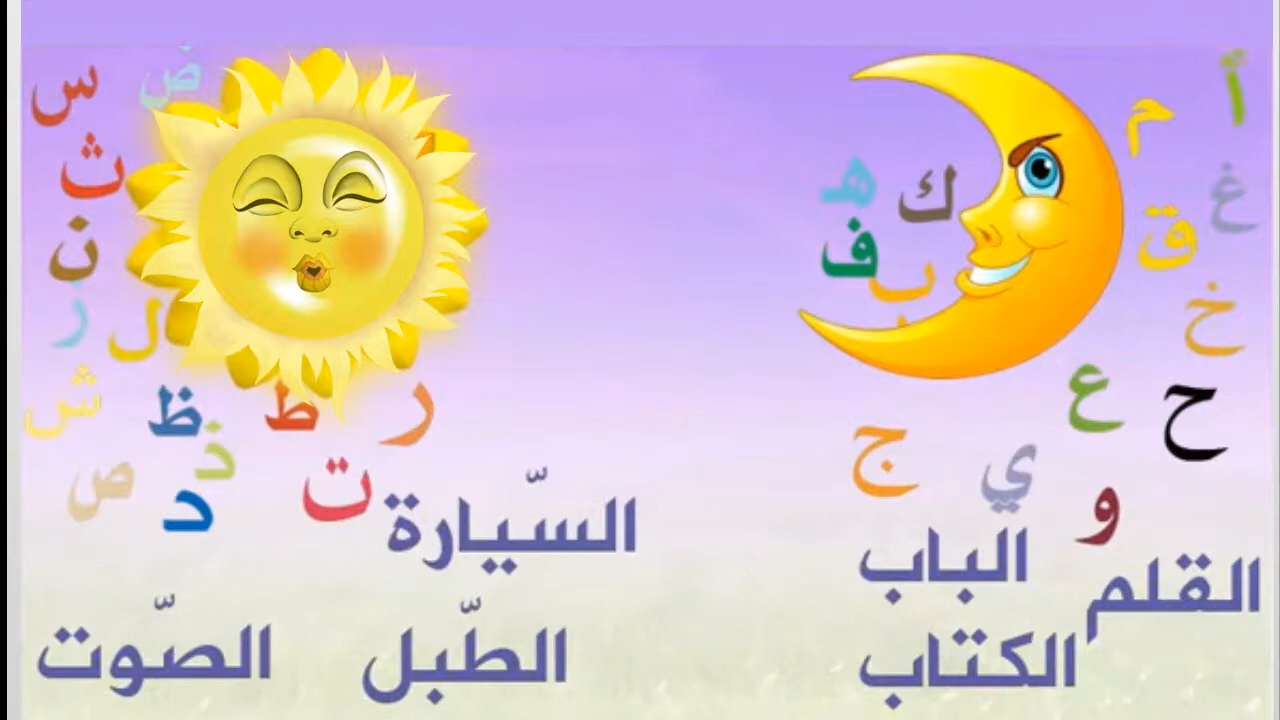 أ
م
غ
ق
خ
ح
ع
هـ
ك
ف
ب
ج
ي
و
القلم
الباب
الكتاب
ض
س
ث
ن
ز
ل
ش
ظ
ط
ر
ذ
ص
د
ت
السّيارة
الطّبل
الصّوت